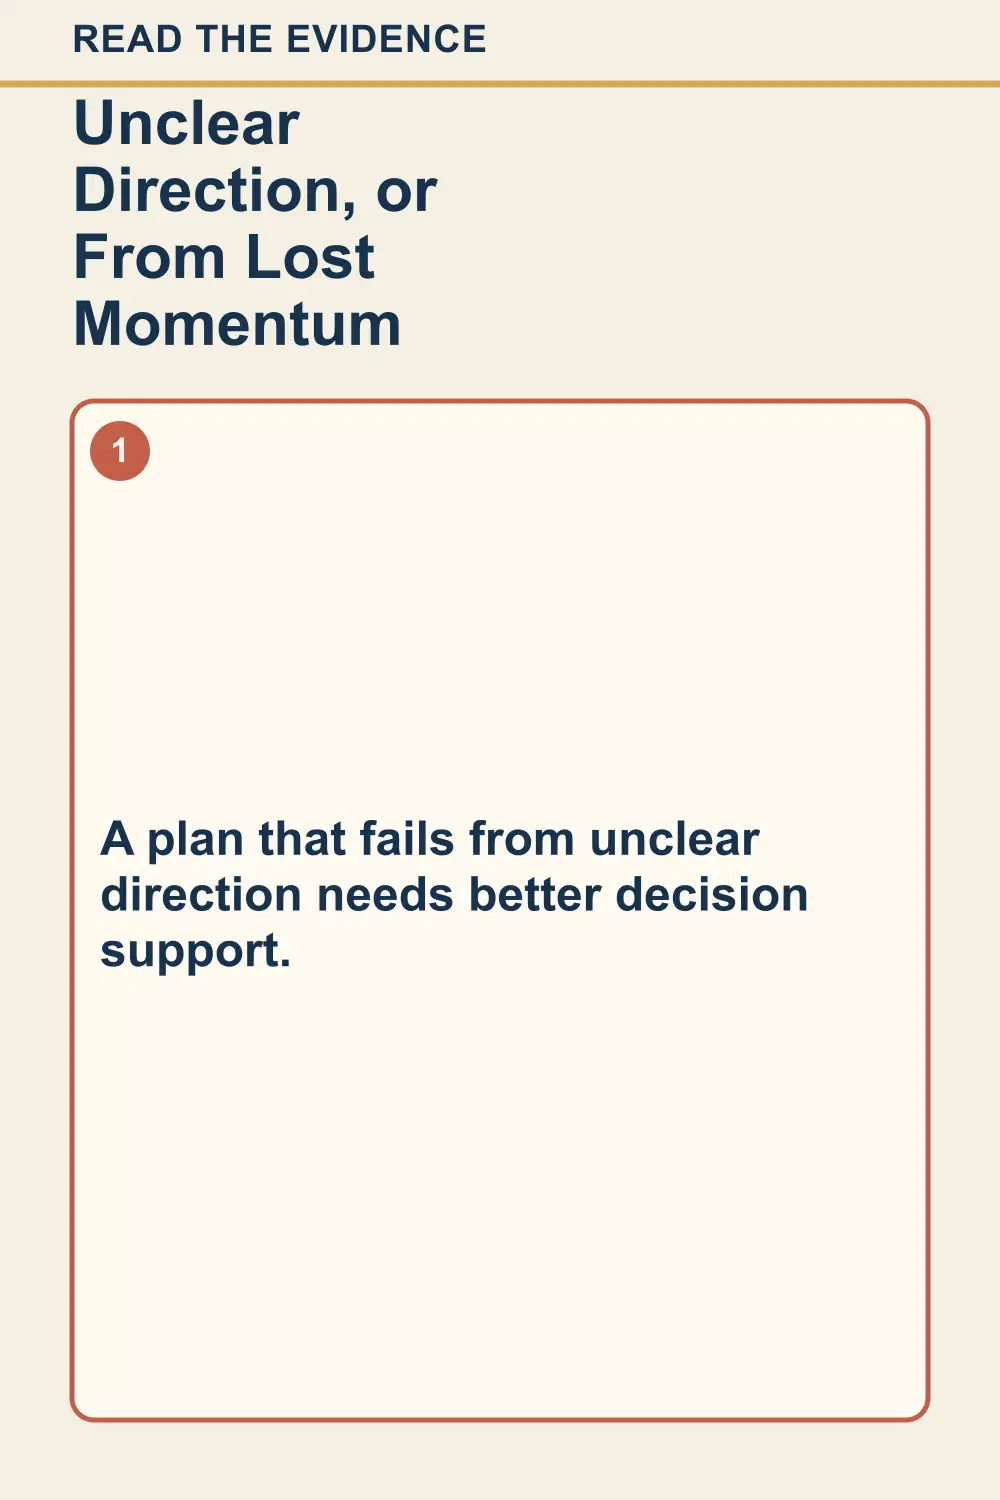 READ THE EVIDENCE
Unclear
Direction, or
From Lost
Momentum
1
A plan that fails from unclear
direction needs better decision
support.